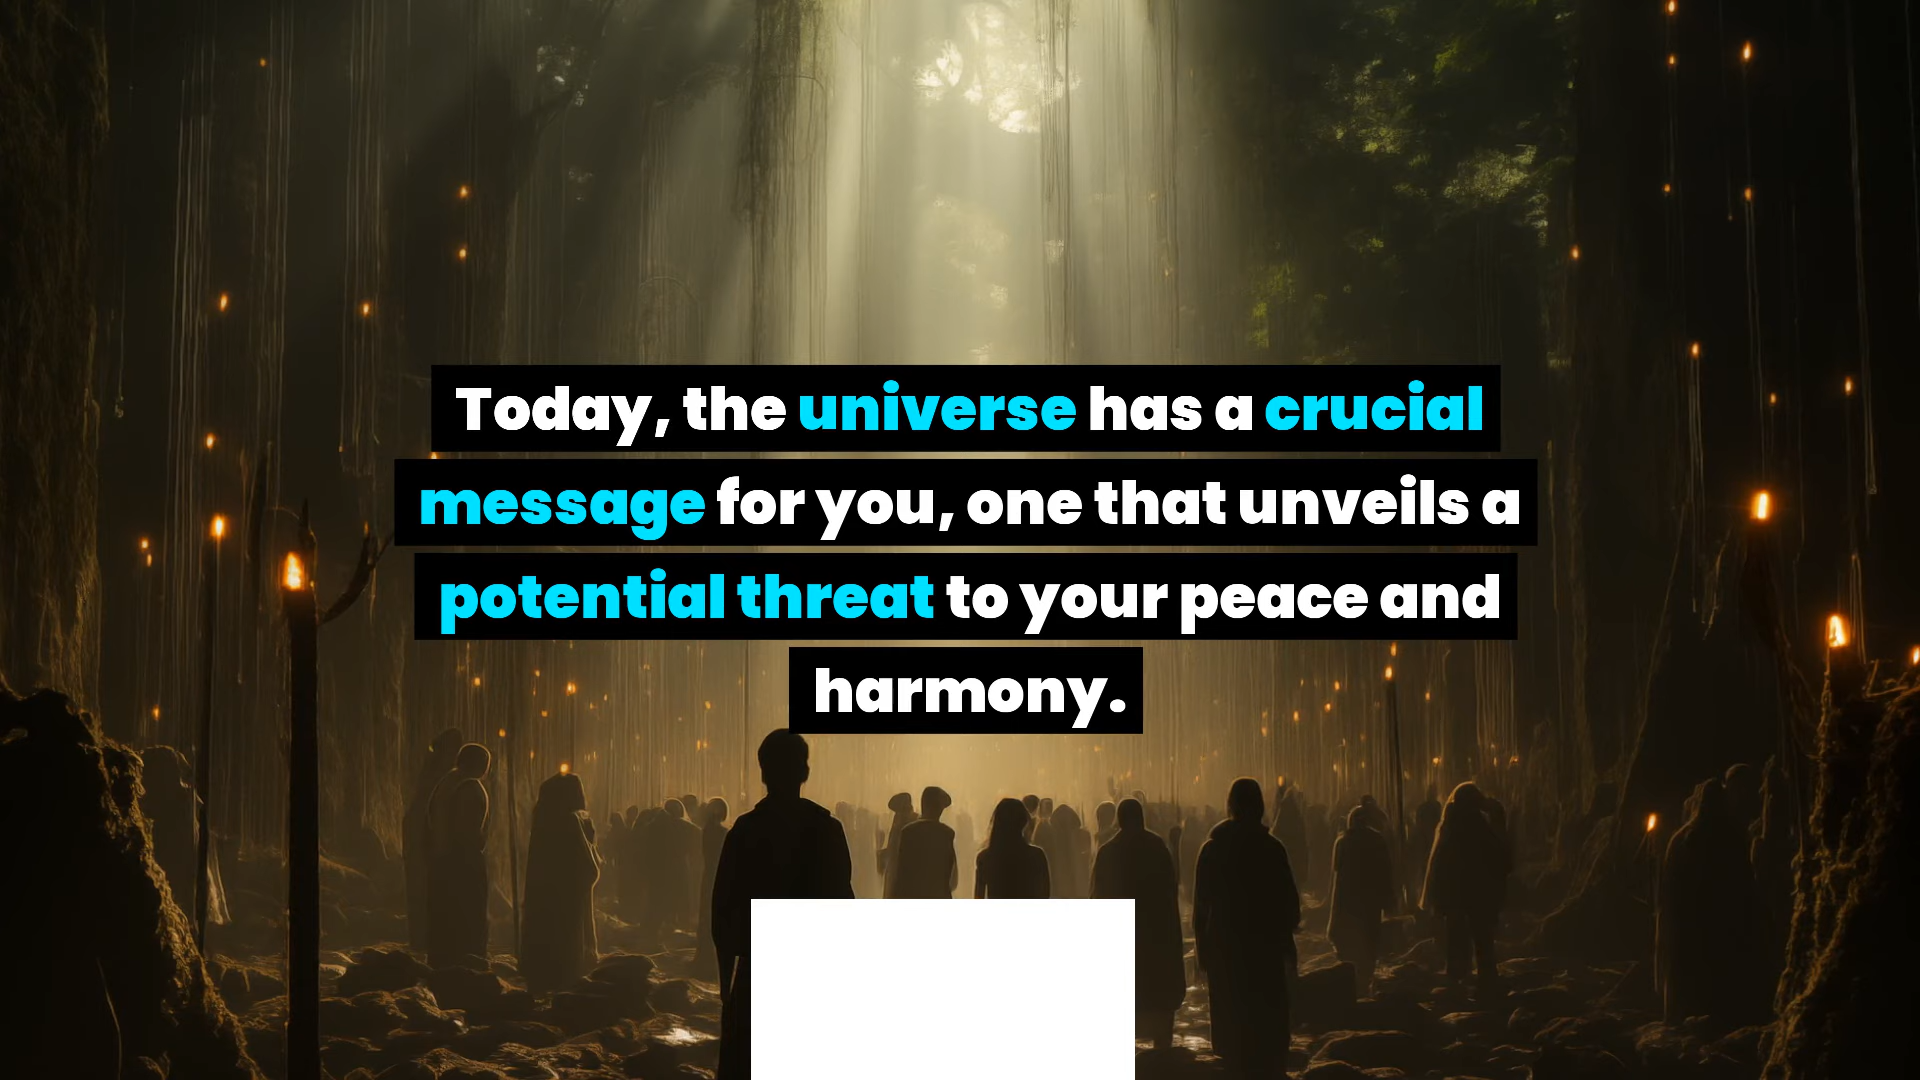 Today, the universe has a crucial
message for you, one that unveils a
potential threat to your peace and
harmony.